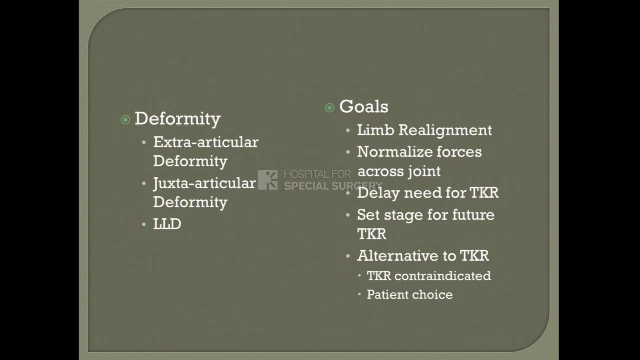 Deformity
Extra-articular
Deformity
Juxta-articular
Deformity
LLD
Goals
Limb Realignment
Normalize forces
across joint
Delay need for TKR
Set stage for future
TKR
Alternative to TKR
TKR contraindicated
Patient choice
HOSPITAL FOR
SPECIAL SURGERY